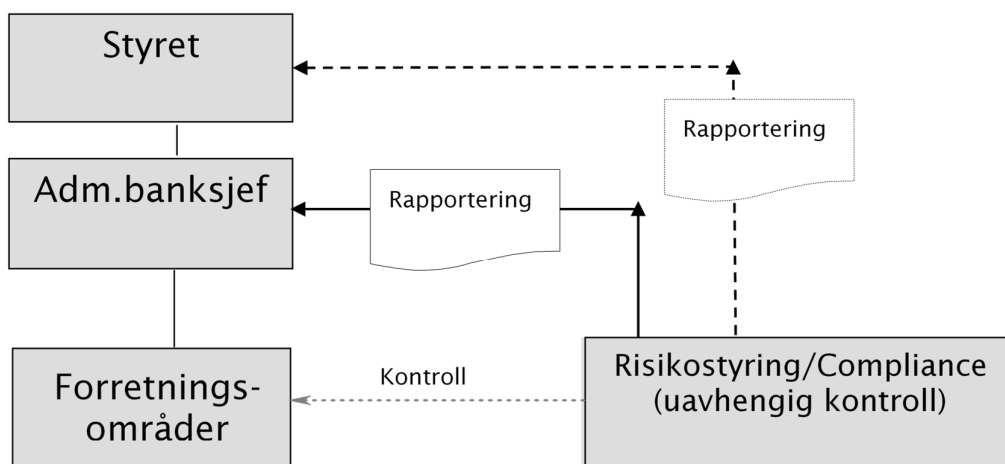 Styret
Rapportering
Adm.banksjef
Rapportering
Forretnings-
områder
Kontroll
Risikostyring/Compliance
(uavhengig kontroll)